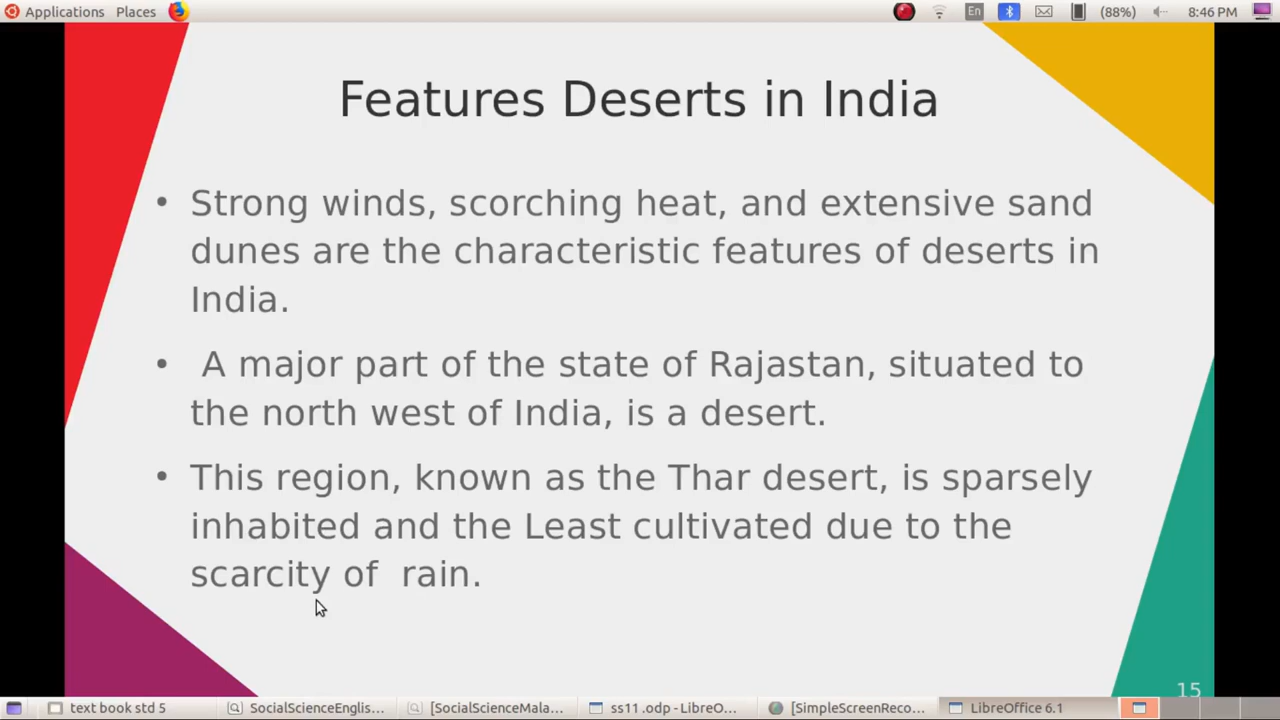 Applications Places En (88%) 8:46 PM
Features Deserts in India
• Strong winds, scorching heat, and extensive sand
dunes are the characteristic features of deserts in
India.
• A major part of the state of Rajastan, situated to
the north west of India, is a desert.
• This region, known as the Thar desert, is sparsely
inhabited and the Least cultivated due to the
scarcity of rain.
15
text book std 5 SocialScienceEnglis... [SocialScienceMala... ss11 .odp - LibreO... [SimpleScreenReco... LibreOffice 6.1